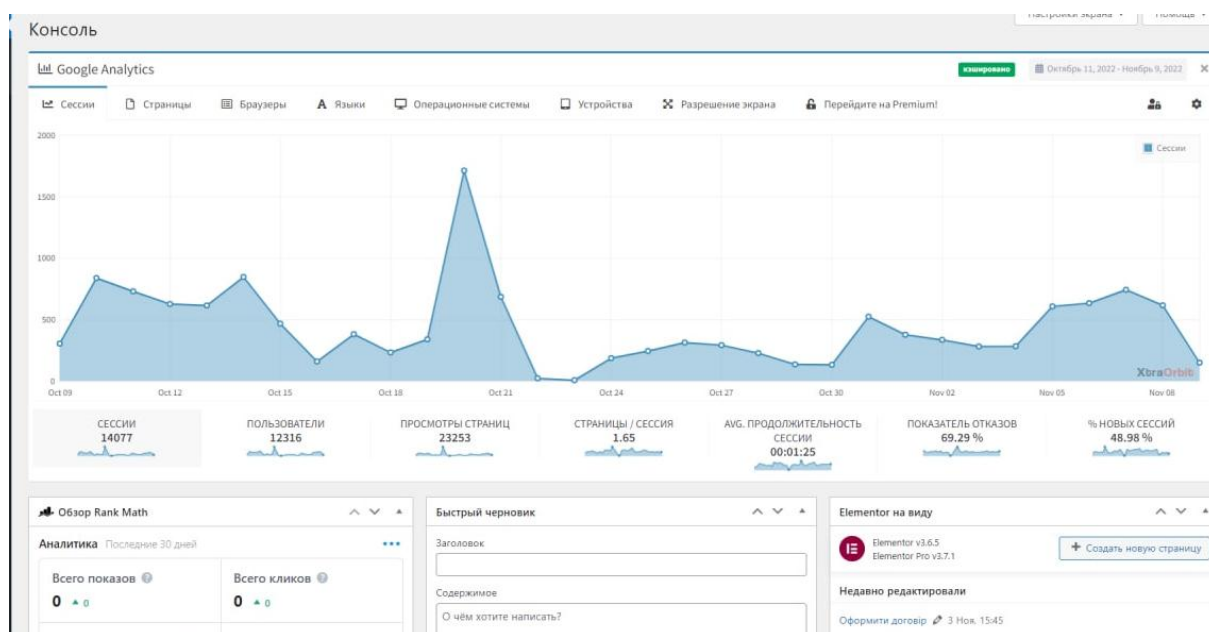 Настройки экрана
Помощь
Консоль
Google Analytics
кэшировано
Октябрь 11, 2022 - Ноябрь 9, 2022
Сессии
Страницы
Браузеры
Языки
Операционные системы
Устройства
Разрешение экрана
Перейдите на Premium!
2000
Сессии
1500
1000
500
0
XtraOrbit
Oct 09 Oct 12 Oct 15 Oct 18 Oct 21 Oct 24 Oct 27 Oct 30 Nov 02 Nov 05 Nov 08
СЕССИИ
14077
ПОЛЬЗОВАТЕЛИ
12316
ПРОСМОТРЫ СТРАНИЦ
23253
СТРАНИЦЫ / СЕССИЯ
1.65
AVG. ПРОДОЛЖИТЕЛЬНОСТЬ
СЕССИИ
00:01:25
ПОКАЗАТЕЛЬ ОТКАЗОВ
69.29 %
% НОВЫХ СЕССИЙ
48.98 %
Обзор Rank Math
Аналитика Последние 30 дней
Всего показов
0 0
Всего кликов
0 0
Быстрый черновик
Заголовок
Содержимое
О чём хотите написать?
Elementor на виду
Elementor v3.6.5
Elementor Pro v3.7.1
Создать новую страницу
Недавно редактировали
Оформити договір 3 Ноя, 15:45